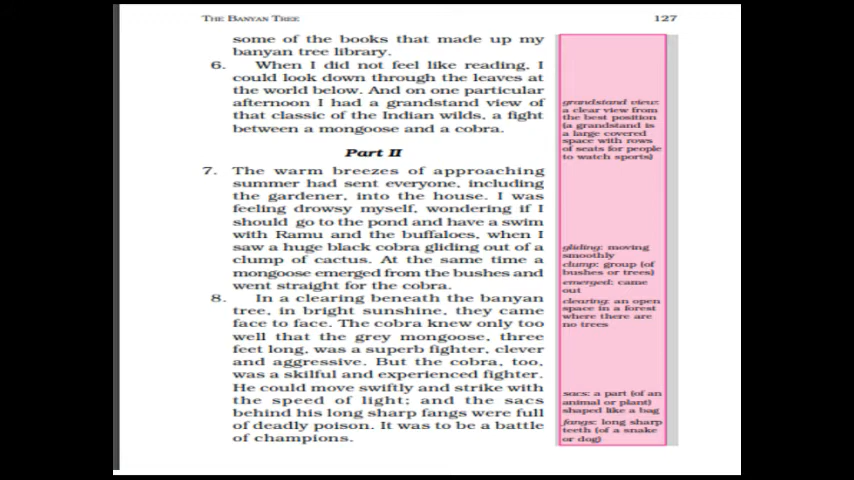 THE BANYAN TREE
127
some of the books that made up my
banyan tree library.
6. When I did not feel like reading, I
could look down through the leaves at
the world below. And on one particular
afternoon I had a grandstand view of
that classic of the Indian wilds, a fight
between a mongoose and a cobra.
Part II
7. The warm breezes of approaching
summer had sent everyone, including
the gardener, into the house. I was
feeling drowsy myself, wondering if I
should go to the pond and have a swim
with Ramu and the buffaloes, when I
saw a huge black cobra gliding out of a
clump of cactus. At the same time a
mongoose emerged from the bushes and
went straight for the cobra.
8. In a clearing beneath the banyan
tree, in bright sunshine, they came
face to face. The cobra knew only too
well that the grey mongoose, three
feet long, was a superb fighter, clever
and aggressive. But the cobra, too,
was a skilful and experienced fighter.
He could move swiftly and strike with
the speed of light; and the sacs
behind his long sharp fangs were full
of deadly poison. It was to be a battle
of champions.
grandstand view:
a clear view from
the best position
(a grandstand is
a large covered
space with rows
of seats for people
to watch sports)
gliding: moving
smoothly
clump: group (of
bushes or trees)
emerged: came
out
clearing: an open
space in a forest
where there are
no trees
sacs: a part (of an
animal or plant)
shaped like a bag
fangs: long sharp
teeth (of a snake
or dog)